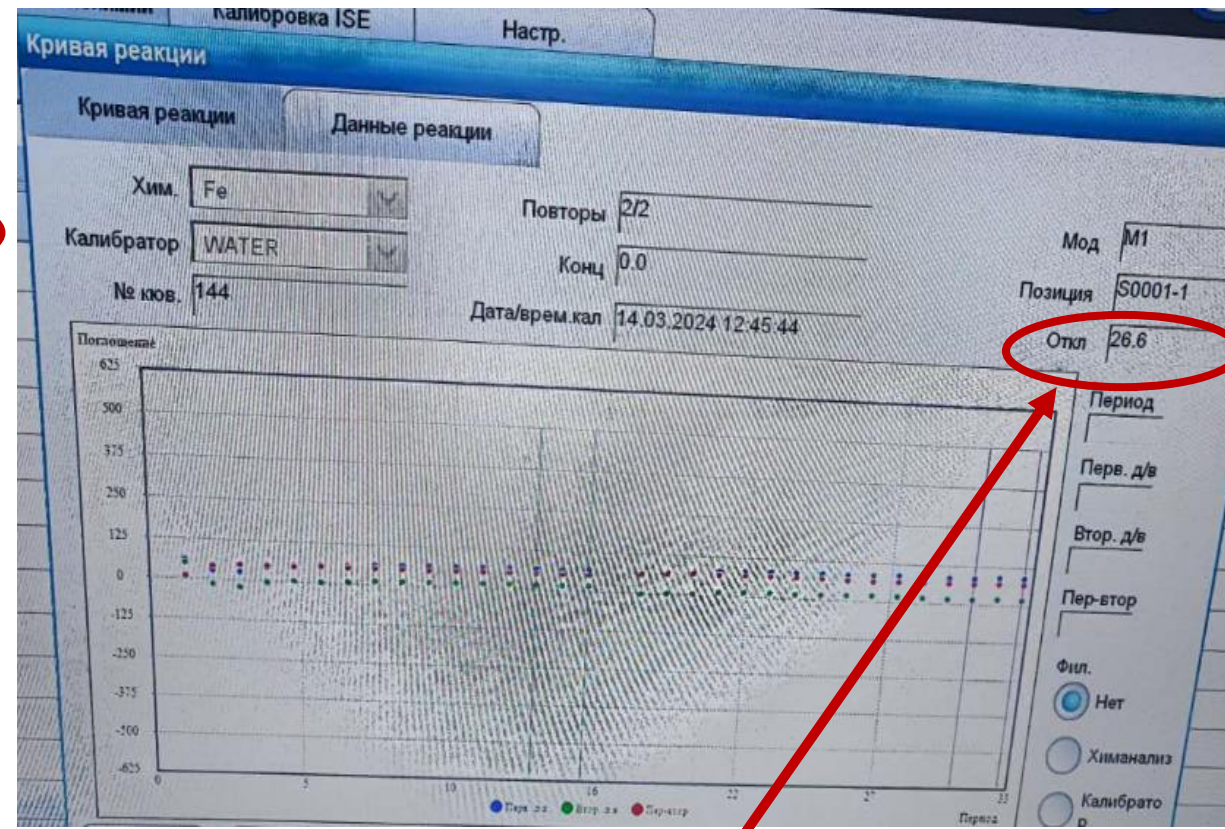 Калибровка ISE
Настр.
Кривая реакции
Кривая реакции
Данные реакции
Хим. Fe
Повторы 2/2
Мод M1
Калибратор WATER
Конц 0.0
Позиция S0001-1
№ кюв. 144
Дата/врем.кал 14.03.2024 12:45:44
Откл 26.6
Поглощение
625
500
375
250
125
0
-125
-250
-375
-500
-625
0 5 10 16 22 27 33
Период
Период
Перв. д/в
Втор. д/в
Пер-втор
Фил.
Нет
Химанализ
Калибрато
р